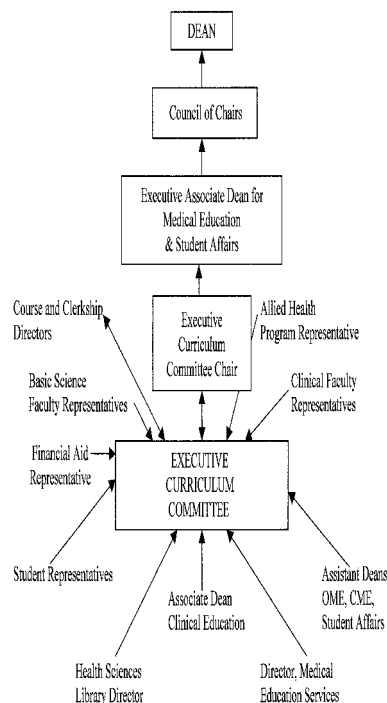 DEAN
Council of Chairs
Executive Associate Dean for
Medical Education
& Student Affairs
Course and Clerkship
Directors
Executive
Curriculum
Committee Chair
Allied Health
Program Representative
Basic Science
Faculty Representatives
Clinical Faculty
Representatives
Financial Aid
Representative
EXECUTIVE
CURRICULUM
COMMITTEE
Student Representatives
Associate Dean
Clinical Education
Assistant Deans
OME, CME,
Student Affairs
Health Sciences
Library Director
Director, Medical
Education Services